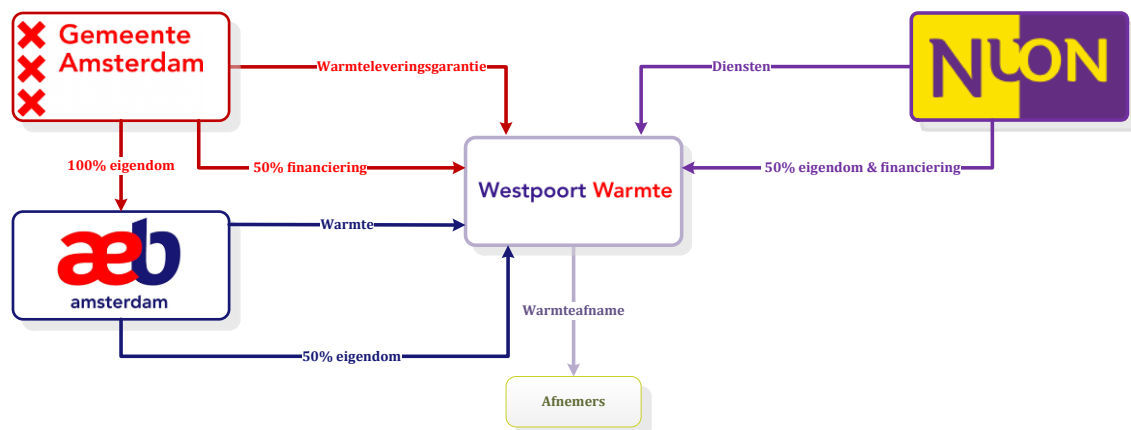 Gemeente
Amsterdam
NUON
Warmteleveringsgarantie
Diensten
100% eigendom
50% financiering
50% eigendom & financiering
Westpoort Warmte
aeb
amsterdam
Warmte
Warmteafname
50% eigendom
Afnemers